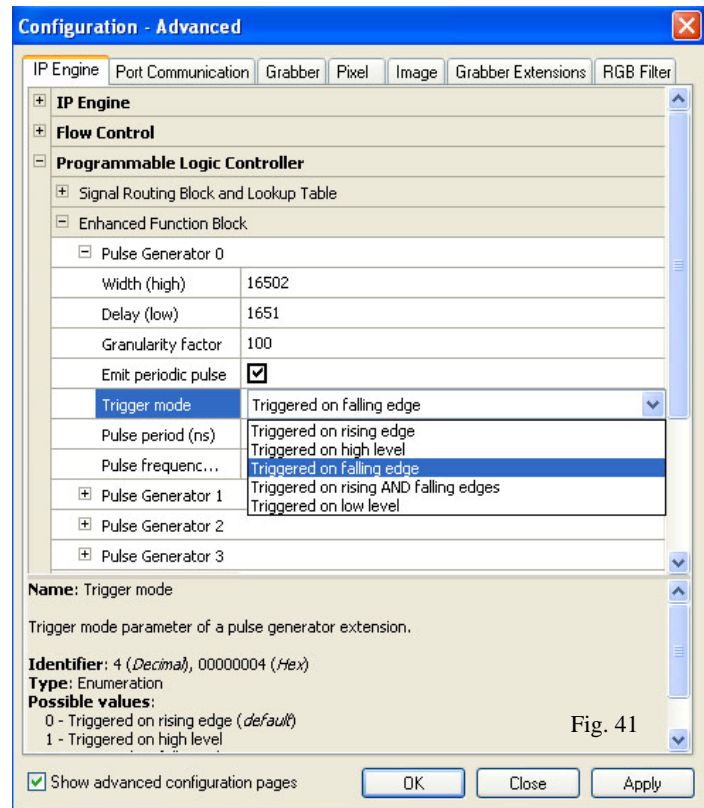 Configuration - Advanced
IP Engine Port Communication Grabber Pixel Image Grabber Extensions RGB Filter
IP Engine
Flow Control
Programmable Logic Controller
Signal Routing Block and Lookup Table
Enhanced Function Block
Pulse Generator 0
Width (high) 16502
Delay (low) 1651
Granularity factor 100
Emit periodic pulse
Trigger mode Triggered on falling edge
Pulse period (ns)
Triggered on rising edge
Triggered on high level
Pulse frequenc...
Triggered on falling edge
Triggered on rising AND falling edges
Triggered on low level
Pulse Generator 1
Pulse Generator 2
Pulse Generator 3
Name: Trigger mode
Trigger mode parameter of a pulse generator extension.
Identifier: 4 (Decimal), 00000004 (Hex)
Type: Enumeration
Possible values:
0 - Triggered on rising edge (default)
1 - Triggered on high level
Fig. 41
Show advanced configuration pages OK Close Apply